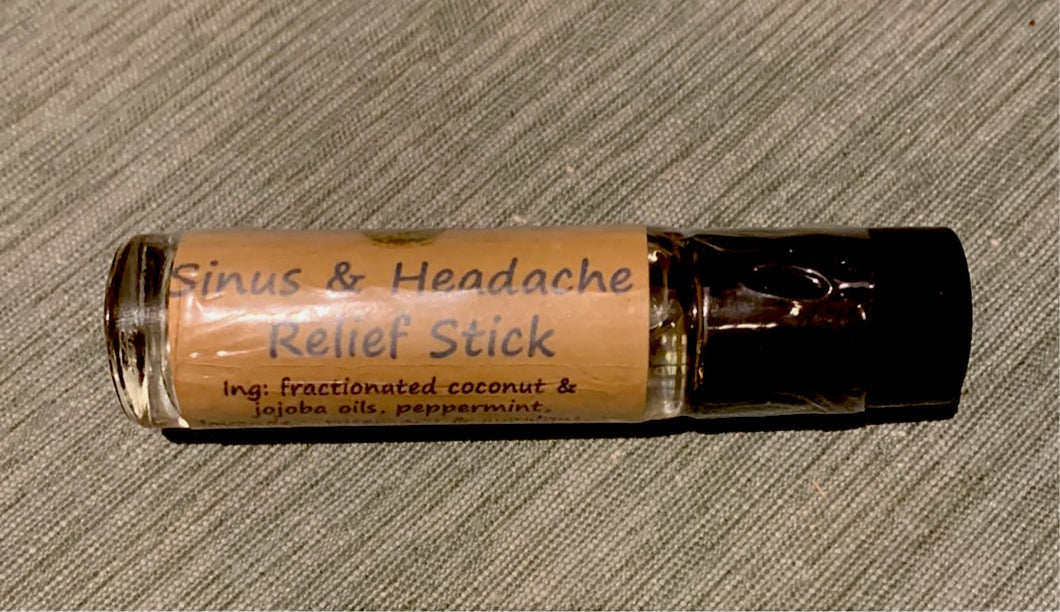 Sinus & Headache
Relief Stick
Ing: fractionated coconut &
jojoba oils, peppermint,